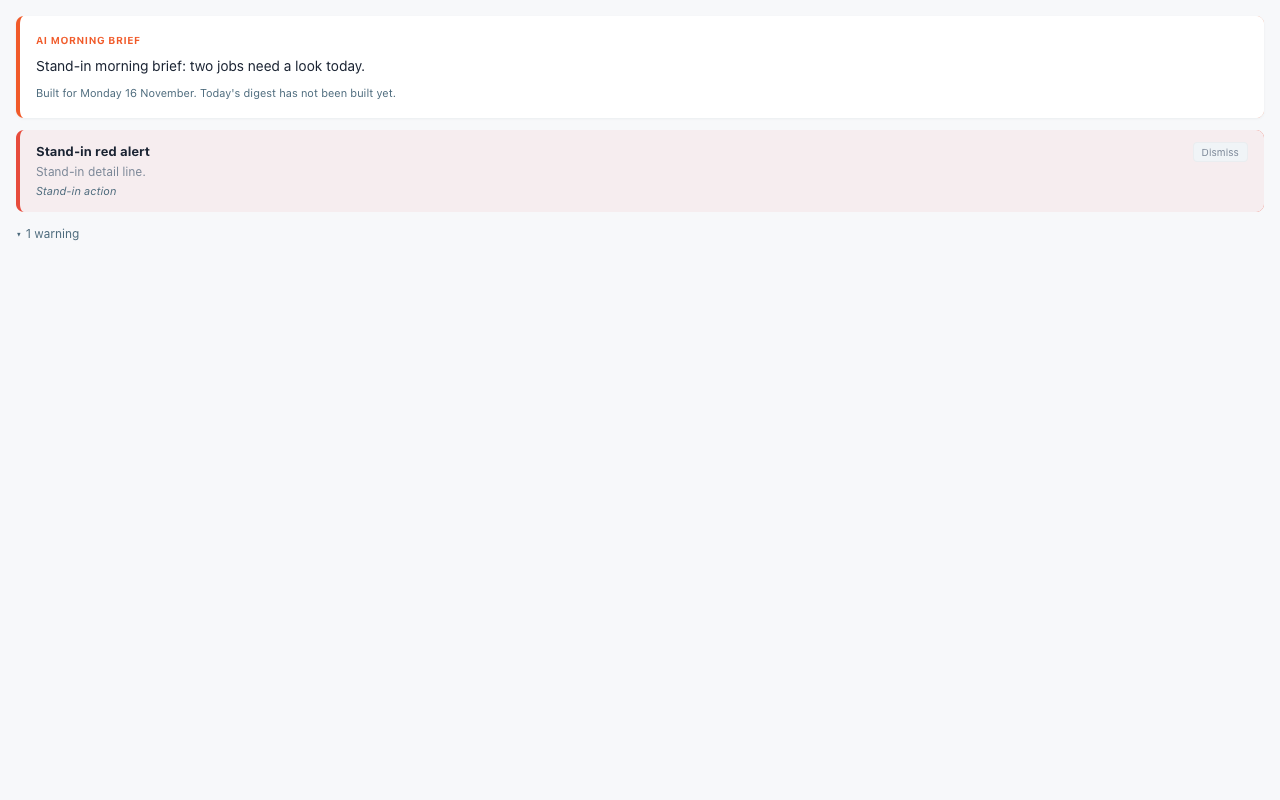 AI MORNING BRIEF
Stand-in morning brief: two jobs need a look today.
Built for Monday 16 November. Today's digest has not been built yet.
Stand-in red alert
Dismiss
Stand-in detail line.
Stand-in action
▾ 1 warning